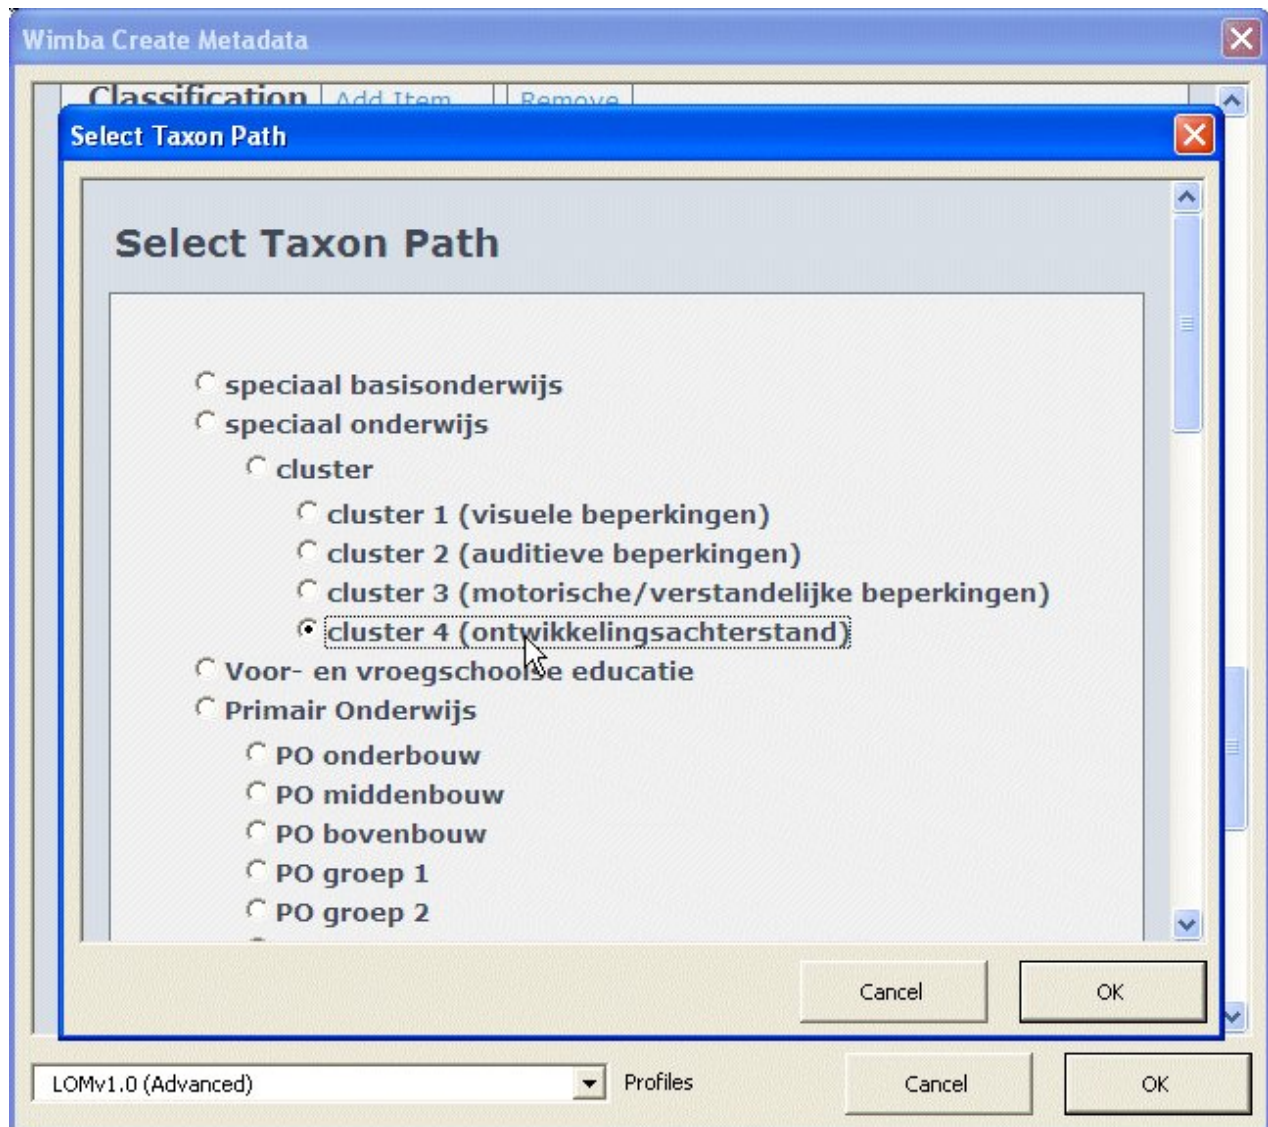 Wimba Create Metadata
Classification Add Item Remove
Select Taxon Path
Select Taxon Path
speciaal basisonderwijs
speciaal onderwijs
cluster
cluster 1 (visuele beperkingen)
cluster 2 (auditieve beperkingen)
cluster 3 (motorische/verstandelijke beperkingen)
cluster 4 (ontwikkelingsachterstand)
Voor- en vroegschoolse educatie
Primair Onderwijs
PO onderbouw
PO middenbouw
PO bovenbouw
PO groep 1
PO groep 2
Cancel OK
LOMv1.0 (Advanced) Profiles Cancel OK